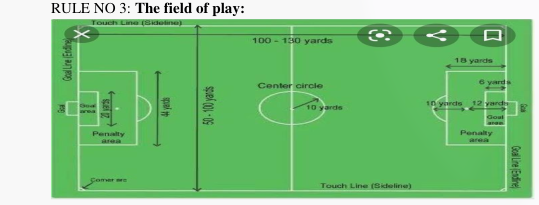 RULE NO 3: The field of play:
Touch Line (Sideline)
100 - 130 yards
Goal Line (Endline)
18 yards
6 yards
Center circle
50 - 100 yards
44 yards
20 yards
10 yards
10 yards
12 yards
Goal
Goal
area
Goal
area
Goal
Penalty
area
Penalty
area
Goal Line (Endline)
Corner arc
Touch Line (Sideline)